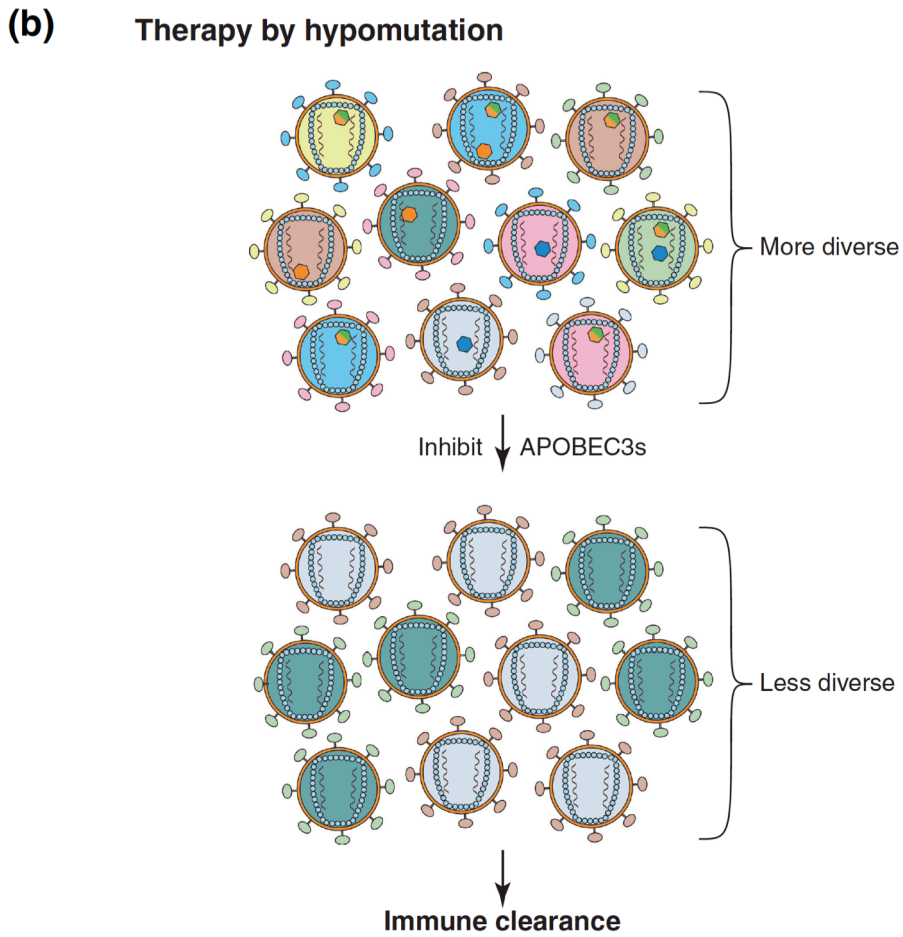 (b) Therapy by hypomutation
More diverse
Inhibit APOBEC3s
Less diverse
Immune clearance